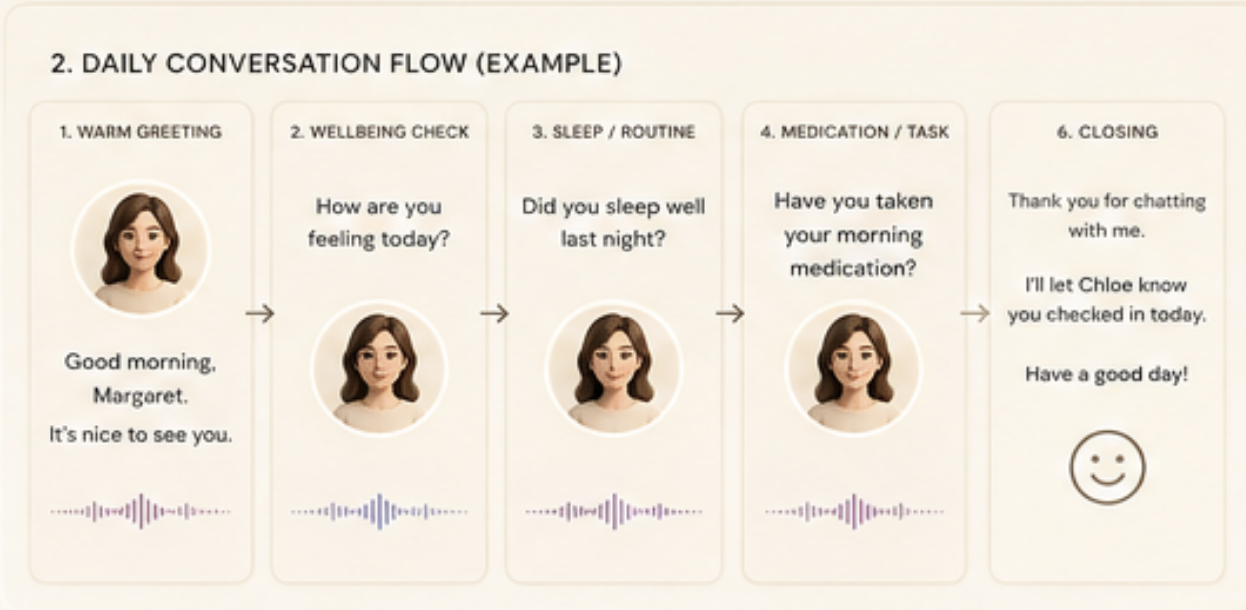 2. DAILY CONVERSATION FLOW (EXAMPLE)
1. WARM GREETING
Good morning,
Margaret.
It's nice to see you.
2. WELLBEING CHECK
How are you
feeling today?
3. SLEEP / ROUTINE
Did you sleep well
last night?
4. MEDICATION / TASK
Have you taken
your morning
medication?
6. CLOSING
Thank you for chatting
with me.
I'll let Chloe know
you checked in today.
Have a good day!